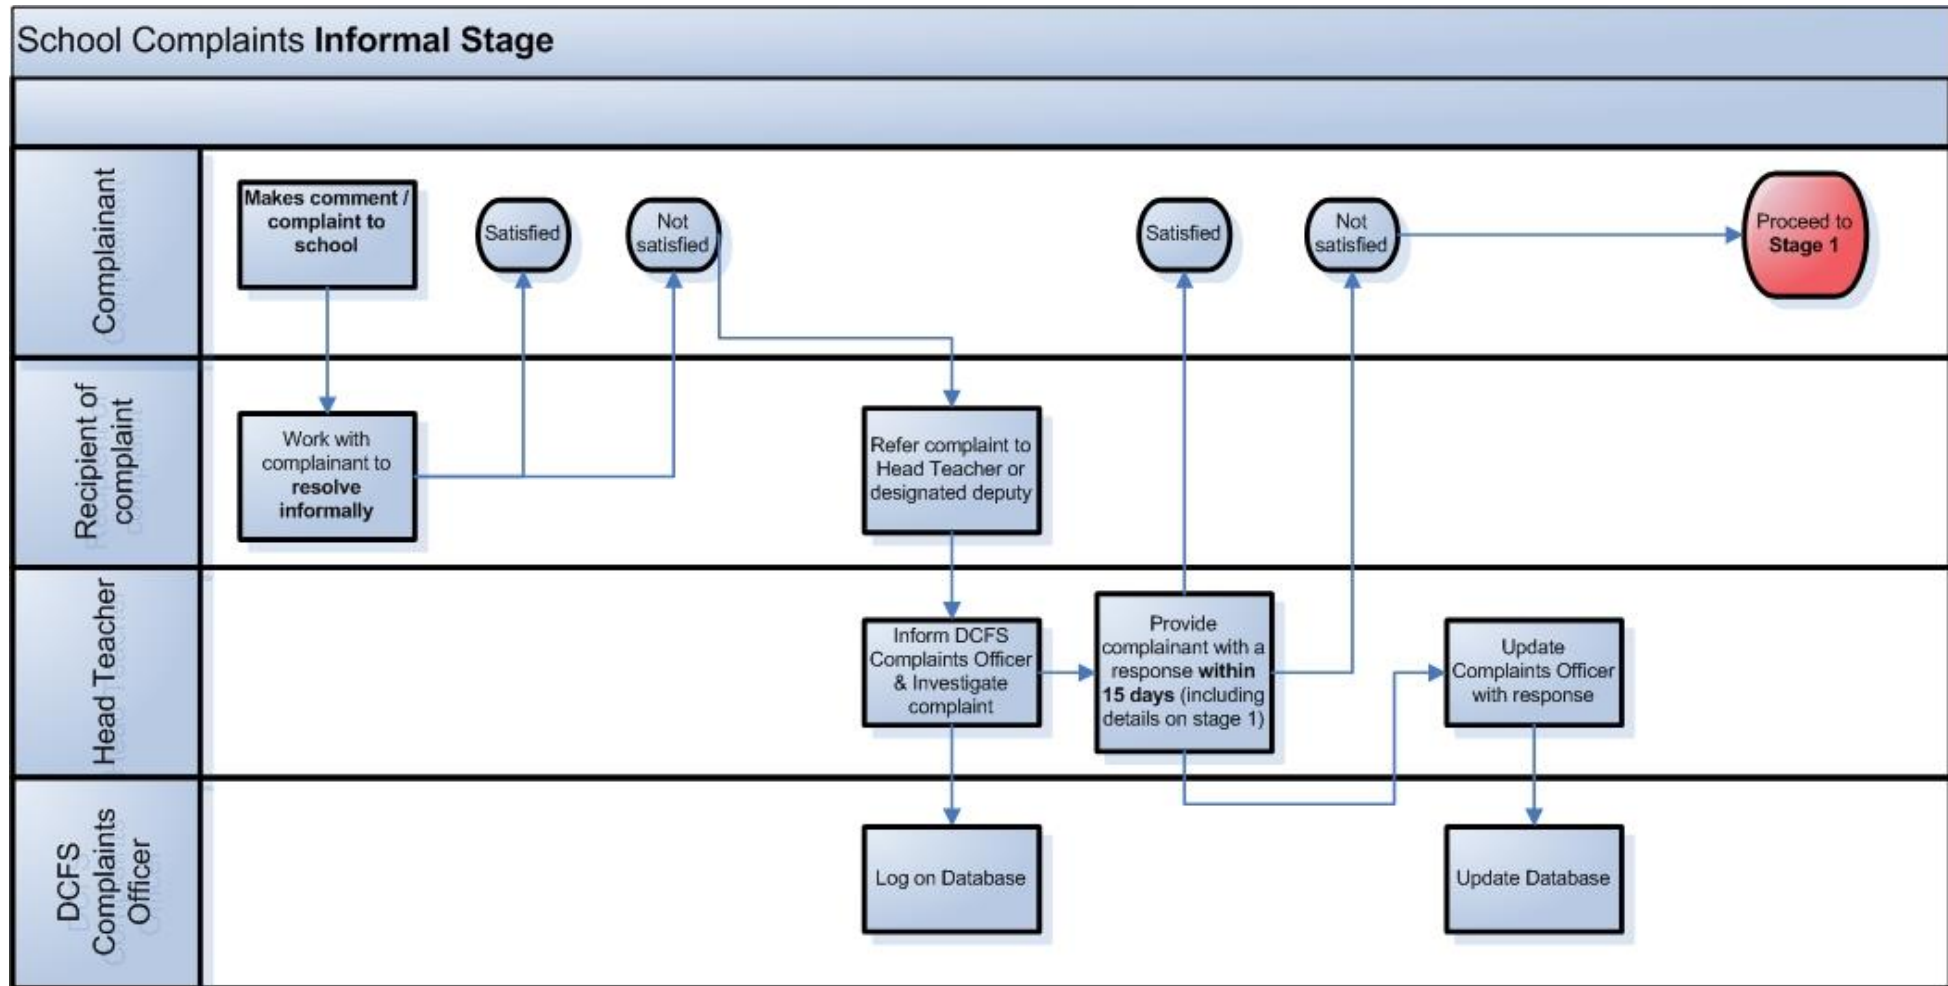 School Complaints Informal Stage
Complainant
Makes comment /
complaint to
school
Satisfied
Not
satisfied
Satisfied
Not
satisfied
Proceed to
Stage 1
Recipient of
complaint
Work with
complainant to
resolve
informally
Refer complaint to
Head Teacher or
designated deputy
Head Teacher
Inform DCFS
Complaints Officer
& Investigate
complaint
Provide
complainant with a
response within
15 days (including
details on stage 1)
Update
Complaints Officer
with response
DCFS
Complaints
Officer
Log on Database
Update Database